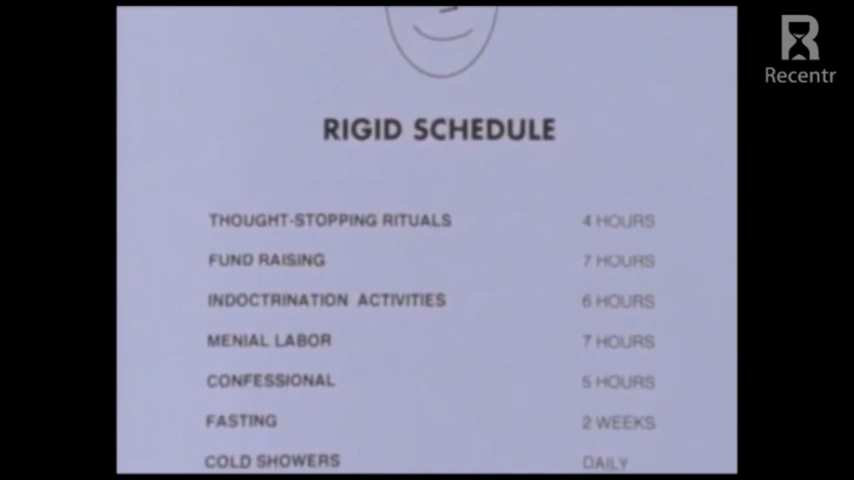 Recentr
RIGID SCHEDULE
THOUGHT-STOPPING RITUALS 4 HOURS
FUND RAISING 7 HOURS
INDOCTRINATION ACTIVITIES 6 HOURS
MENIAL LABOR 7 HOURS
CONFESSIONAL 5 HOURS
FASTING 2 WEEKS
COLD SHOWERS DAILY